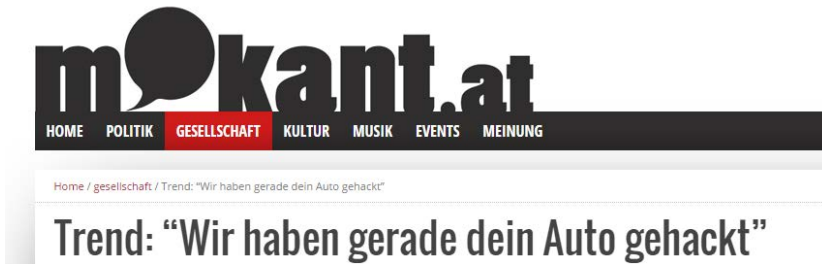 mokant.at
HOME POLITIK GESELLSCHAFT KULTUR MUSIK EVENTS MEINUNG
Home / gesellschaft / Trend: “Wir haben gerade dein Auto gehackt”
Trend: “Wir haben gerade dein Auto gehackt”